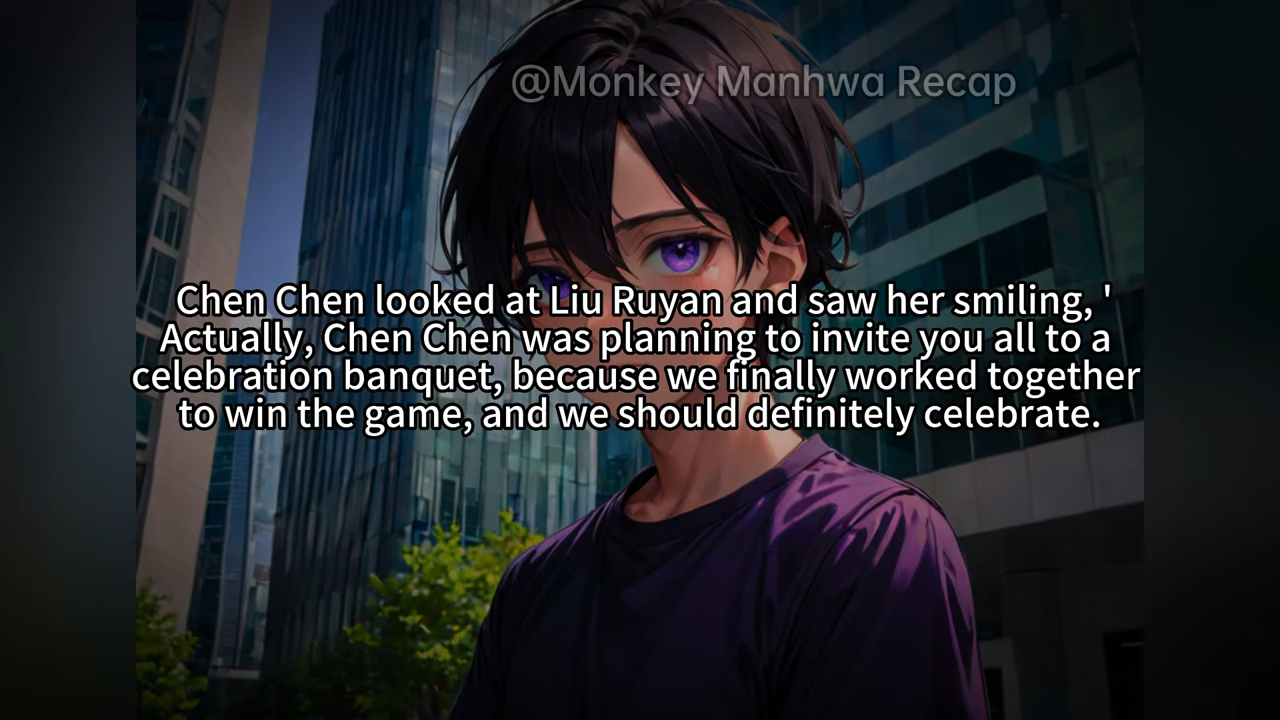 @Monkey Manhwa Recap
Chen Chen looked at Liu Ruyan and saw her smiling, '
Actually, Chen Chen was planning to invite you all to a
celebration banquet, because we finally worked together
to win the game, and we should definitely celebrate.